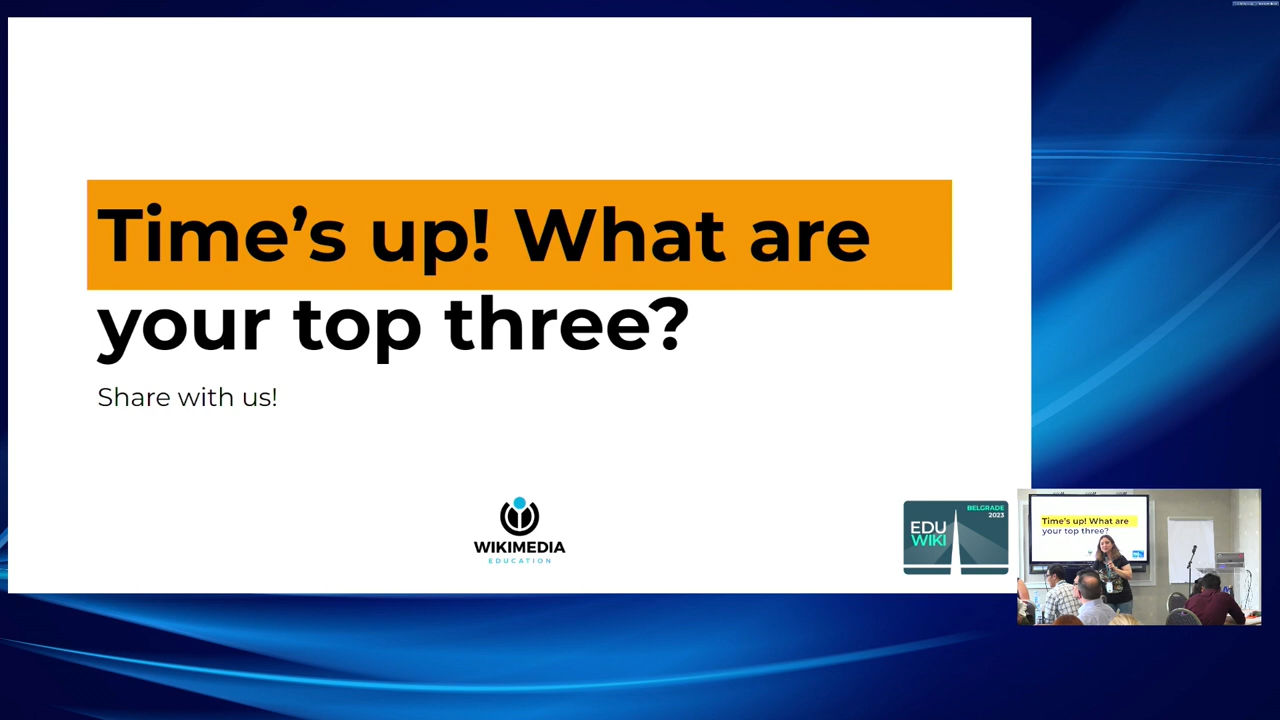 Time’s up! What are
your top three?
Share with us!
WIKIMEDIA
EDUCATION
BELGRADE
2023
EDU
WIKI
Time's up! What are
your top three?